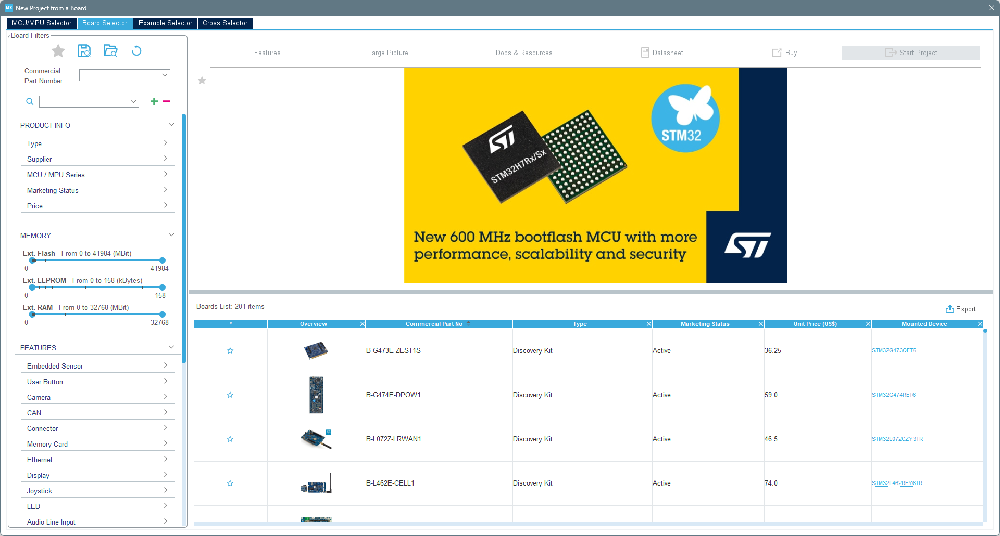 MX New Project from a Board
MCU/MPU Selector Board Selector Example Selector Cross Selector
Board Filters
Commercial
Part Number
PRODUCT INFO
Type
Supplier
MCU / MPU Series
Marketing Status
Price
MEMORY
Ext. Flash From 0 to 41984 (MBit)
0 41984
Ext. EEPROM From 0 to 158 (kBytes)
0 158
Ext. RAM From 0 to 32768 (MBit)
0 32768
FEATURES
Embedded Sensor
User Button
Camera
CAN
Connector
Memory Card
Ethernet
Display
Joystick
LED
Audio Line Input
Features Large Picture Docs & Resources Datasheet Buy Start Project
STM32
ST
STM32H7Rx/Sx
New 600 MHz bootflash MCU with more
performance, scalability and security
ST
Boards List: 201 items
Export
* Overview Commercial Part No Type Marketing Status Unit Price (US$) Mounted Device
B-G473E-ZEST1S Discovery Kit Active 36.25 STM32G473QET6
B-G474E-DPOW1 Discovery Kit Active 59.0 STM32G474RET6
B-L072Z-LRWAN1 Discovery Kit Active 46.5 STM32L072CZY3TR
B-L462E-CELL1 Discovery Kit Active 74.0 STM32L462REY6TR